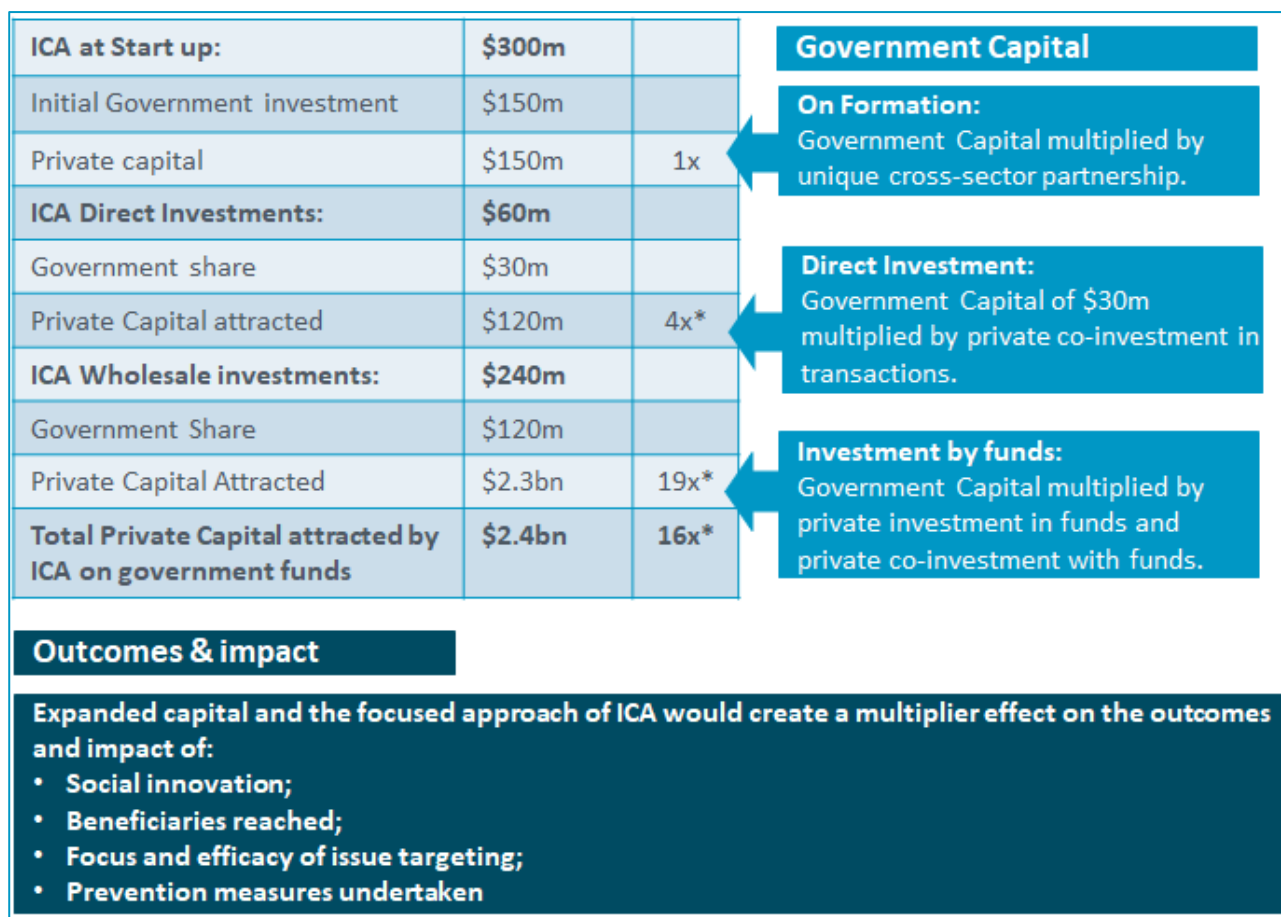 ICA at Start up: $300m
Initial Government investment $150m
Private capital $150m 1x
ICA Direct Investments: $60m
Government share $30m
Private Capital attracted $120m 4x*
ICA Wholesale investments: $240m
Government Share $120m
Private Capital Attracted $2.3bn 19x*
Total Private Capital attracted by $2.4bn 16x*
ICA on government funds
Government Capital
On Formation:
Government Capital multiplied by
unique cross-sector partnership.
Direct Investment:
Government Capital of $30m
multiplied by private co-investment in
transactions.
Investment by funds:
Government Capital multiplied by
private investment in funds and
private co-investment with funds.
Outcomes & impact
Expanded capital and the focused approach of ICA would create a multiplier effect on the outcomes
and impact of:
• Social innovation;
• Beneficiaries reached;
• Focus and efficacy of issue targeting;
• Prevention measures undertaken